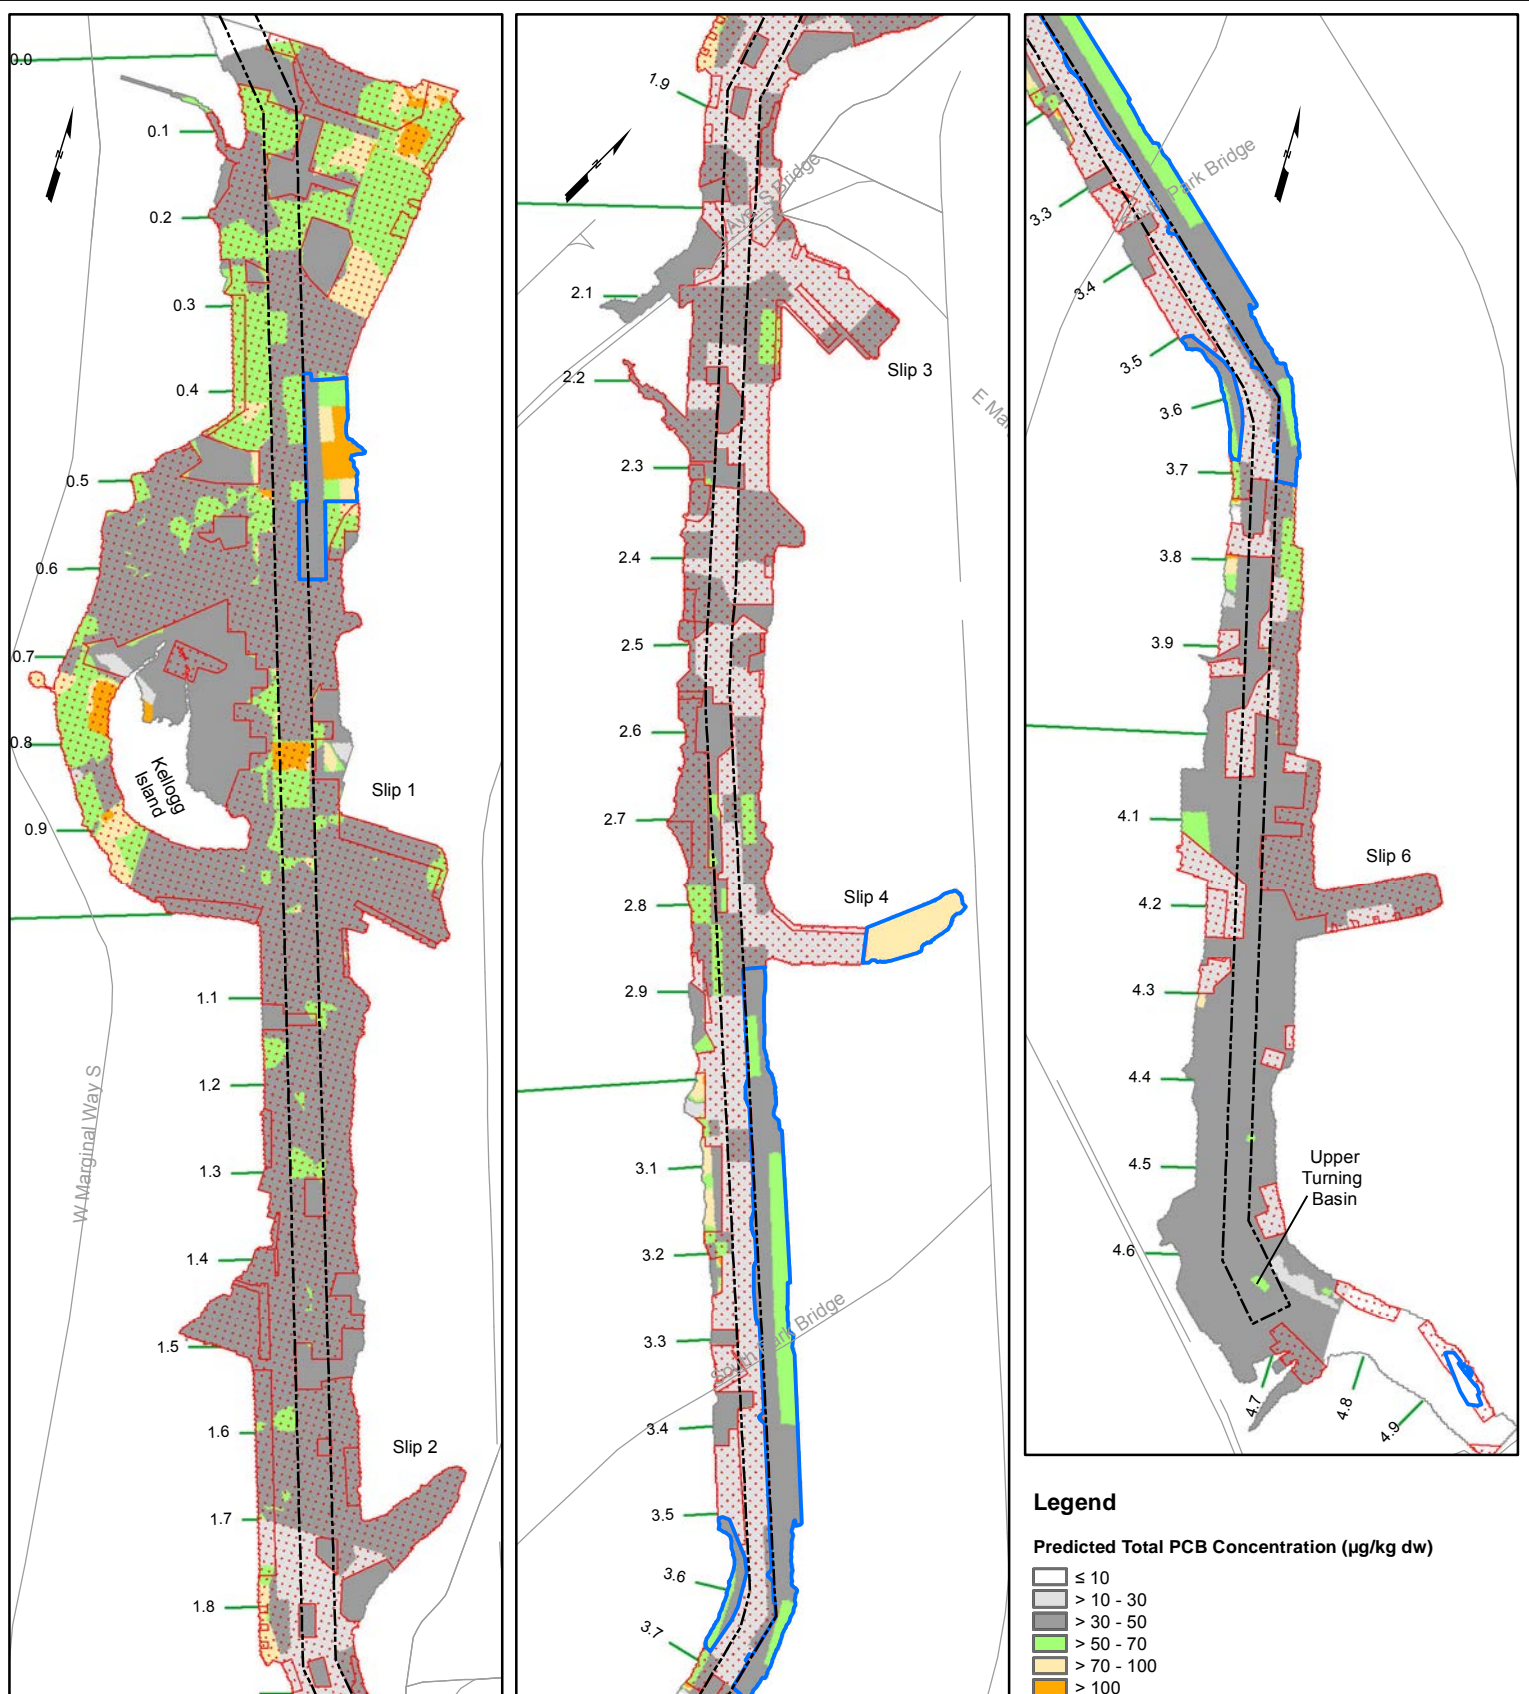 0.0
0.1
0.2
0.3
0.4
0.5
0.6
0.7
0.8
0.9
1.1
1.2
1.3
1.4
1.5
1.6
1.7
1.8
N
Kellogg
Island
Slip 1
Slip 2
W Marginal Way S
1.9
2.1
2.2
2.3
2.4
2.5
2.6
2.7
2.8
2.9
3.1
3.2
3.3
3.4
3.5
3.6
3.7
N
Ave S Bridge
Slip 3
E Mar
Slip 4
South Park Bridge
3.3
3.4
3.5
3.6
3.7
3.8
3.9
4.1
4.2
4.3
4.4
4.5
4.6
4.7
4.8
4.9
N
Park Bridge
Slip 6
Upper
Turning
Basin
Legend
Predicted Total PCB Concentration (µg/kg dw)
≤ 10
> 10 - 30
> 30 - 50
> 50 - 70
> 70 - 100
> 100